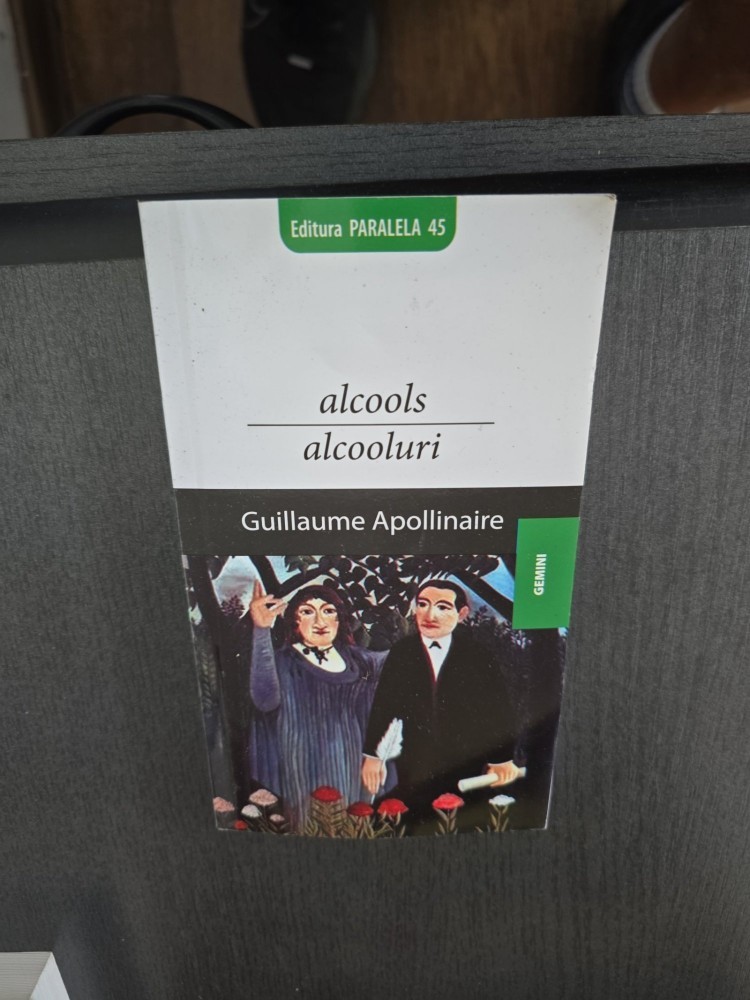 Editura PARALELA 45
alcools
alcooluri
Guillaume Apollinaire
GEMINI